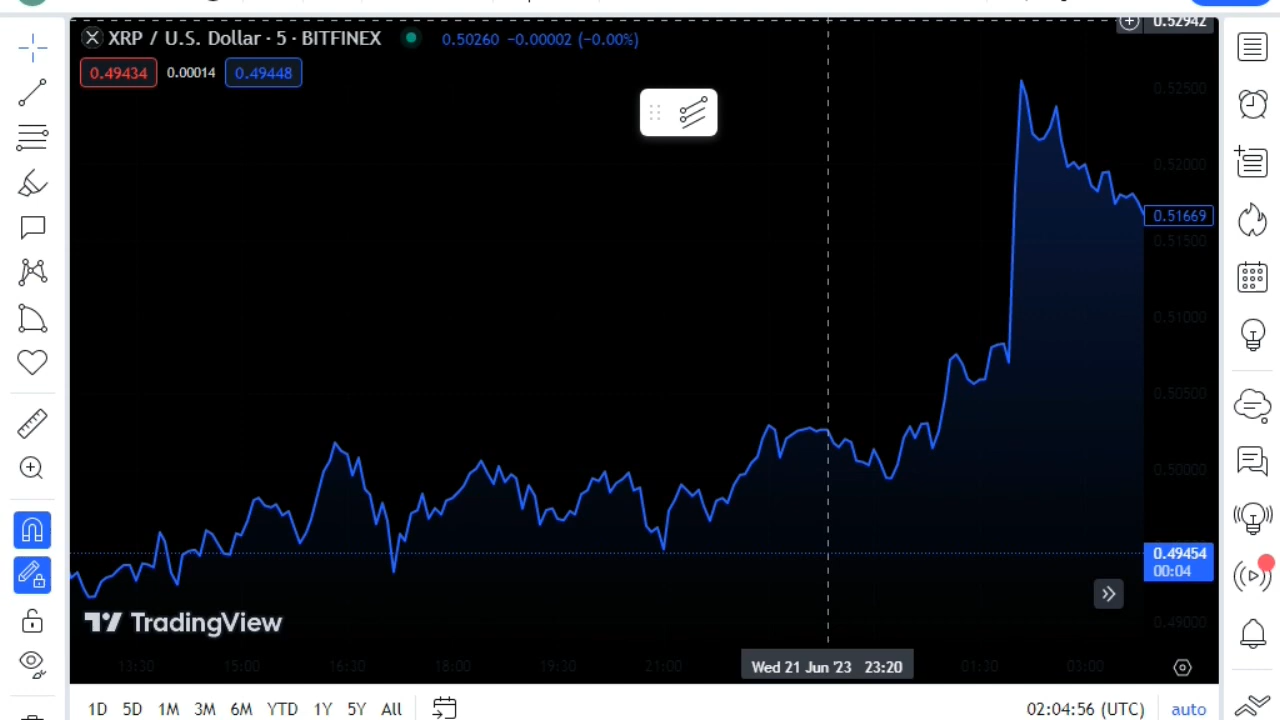 0.52942
XRP / U.S. Dollar · 5 · BITFINEX 0.50260 −0.00002 (−0.00%)
0.49434 0.00014 0.49448
0.52500
0.52000
0.51669
0.51500
0.51000
0.50500
0.50000
0.49454
00:04
TradingView
0.49000
13:30 15:00 16:30 18:00 19:30 21:00 Wed 21 Jun '23 23:20 01:30 03:00
1D 5D 1M 3M 6M YTD 1Y 5Y All 02:04:56 (UTC) auto